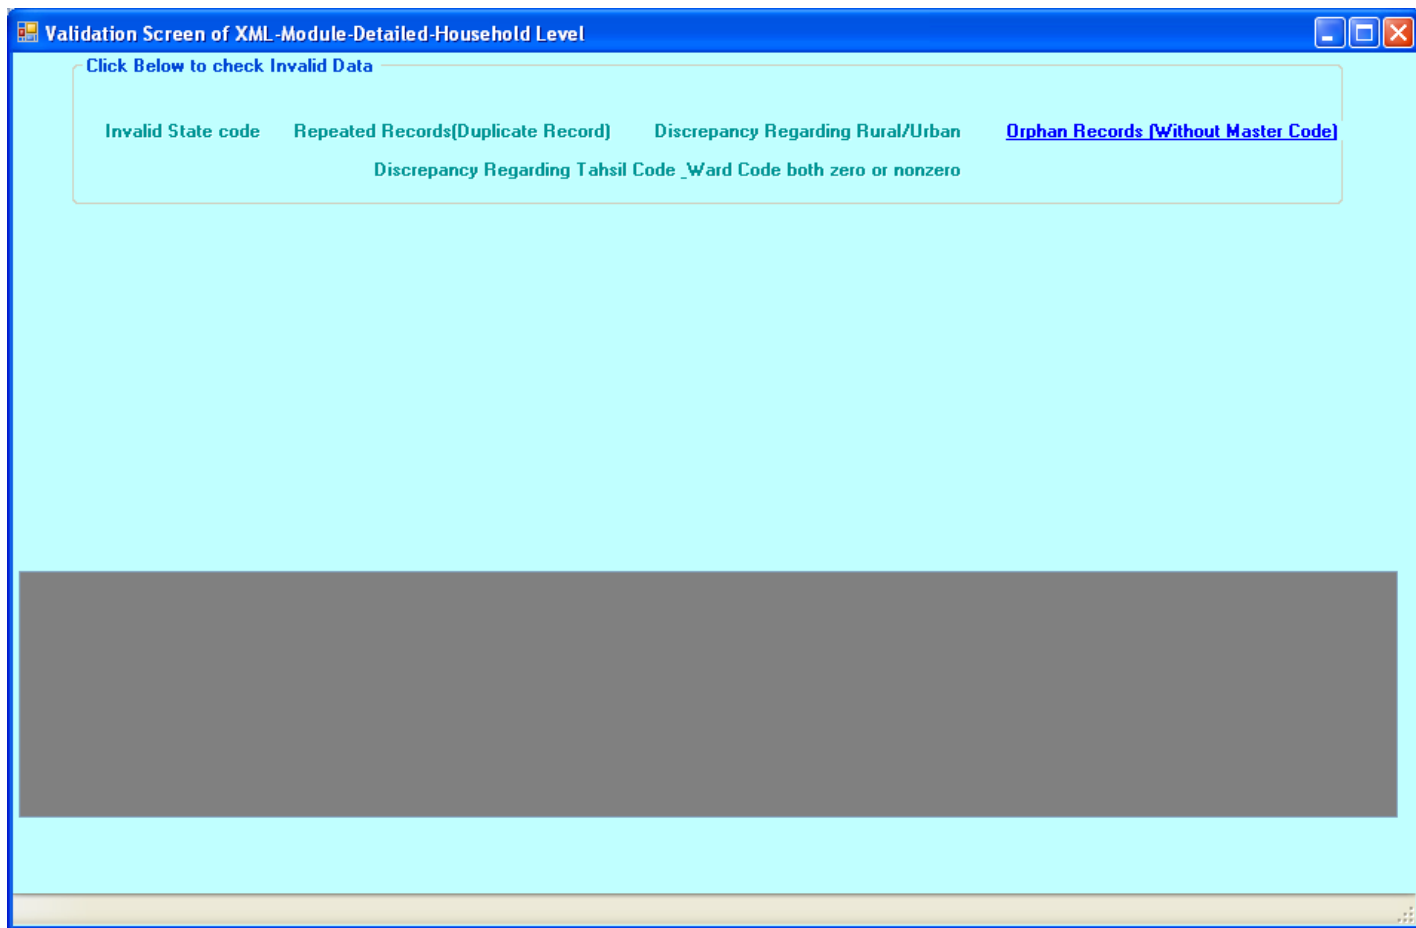 Validation Screen of XML-Module-Detailed-Household Level
Click Below to check Invalid Data
Invalid State code Repeated Records(Duplicate Record) Discrepancy Regarding Rural/Urban Orphan Records (Without Master Code)
Discrepancy Regarding Tahsil Code _Ward Code both zero or nonzero